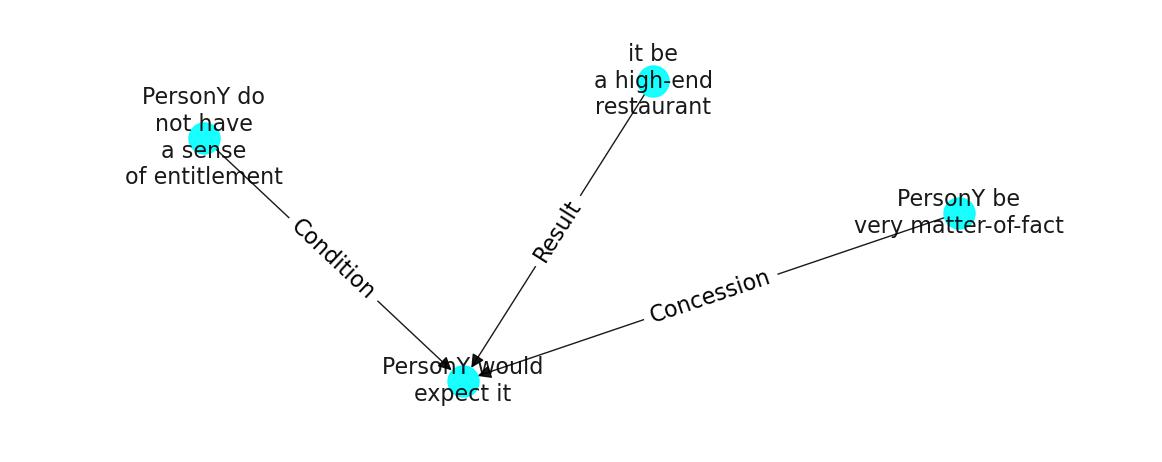 it be
a high-end
restaurant
PersonY do
not have
a sense
of entitlement
PersonY be
very matter-of-fact
Condition
Result
Concession
PersonY would
expect it